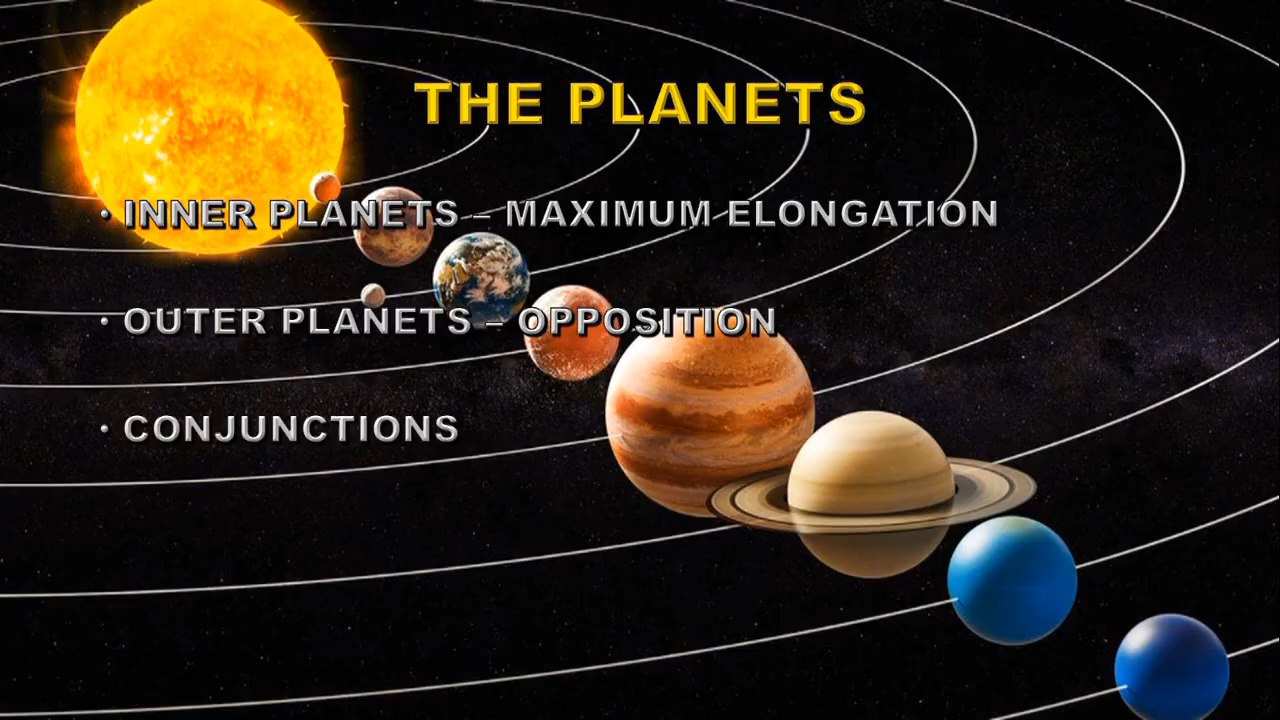 THE PLANETS
• INNER PLANETS – MAXIMUM ELONGATION
• OUTER PLANETS – OPPOSITION
• CONJUNCTIONS